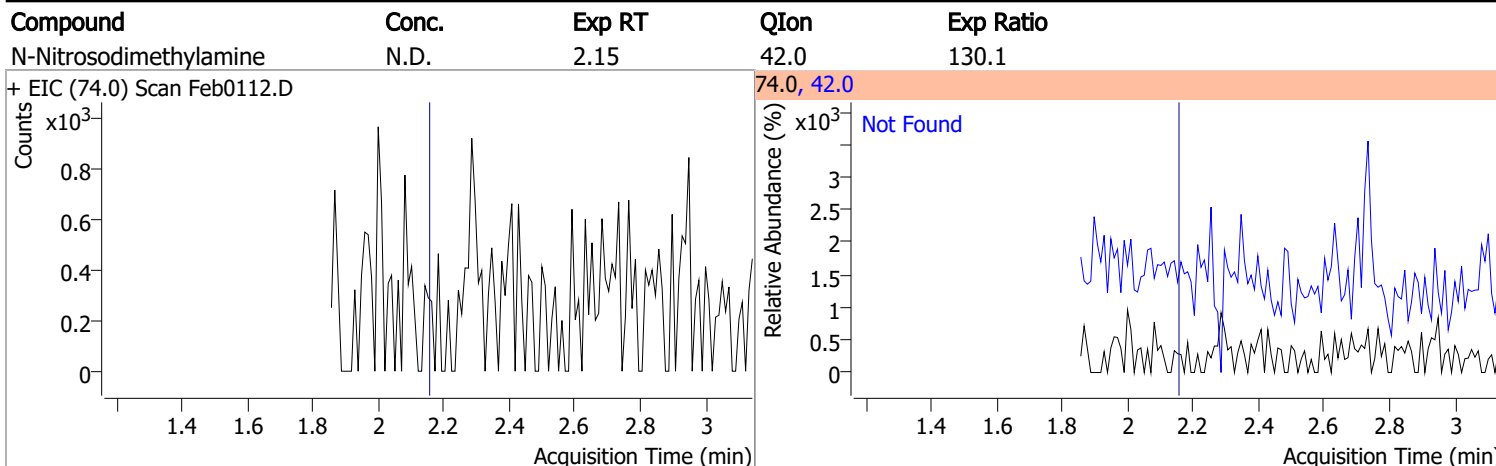 Compound Conc. Exp RT QIon Exp Ratio
N-Nitrosodimethylamine N.D. 2.15 42.0 130.1
+ EIC (74.0) Scan Feb0112.D
Counts
x10³
0.8
0.6
0.4
0.2
0
1.4 1.6 1.8 2 2.2 2.4 2.6 2.8 3
Acquisition Time (min)
74.0, 42.0
Relative Abundance (%)
x10³
Not Found
3
2.5
2
1.5
1
0.5
0
1.4 1.6 1.8 2 2.2 2.4 2.6 2.8 3
Acquisition Time (min)